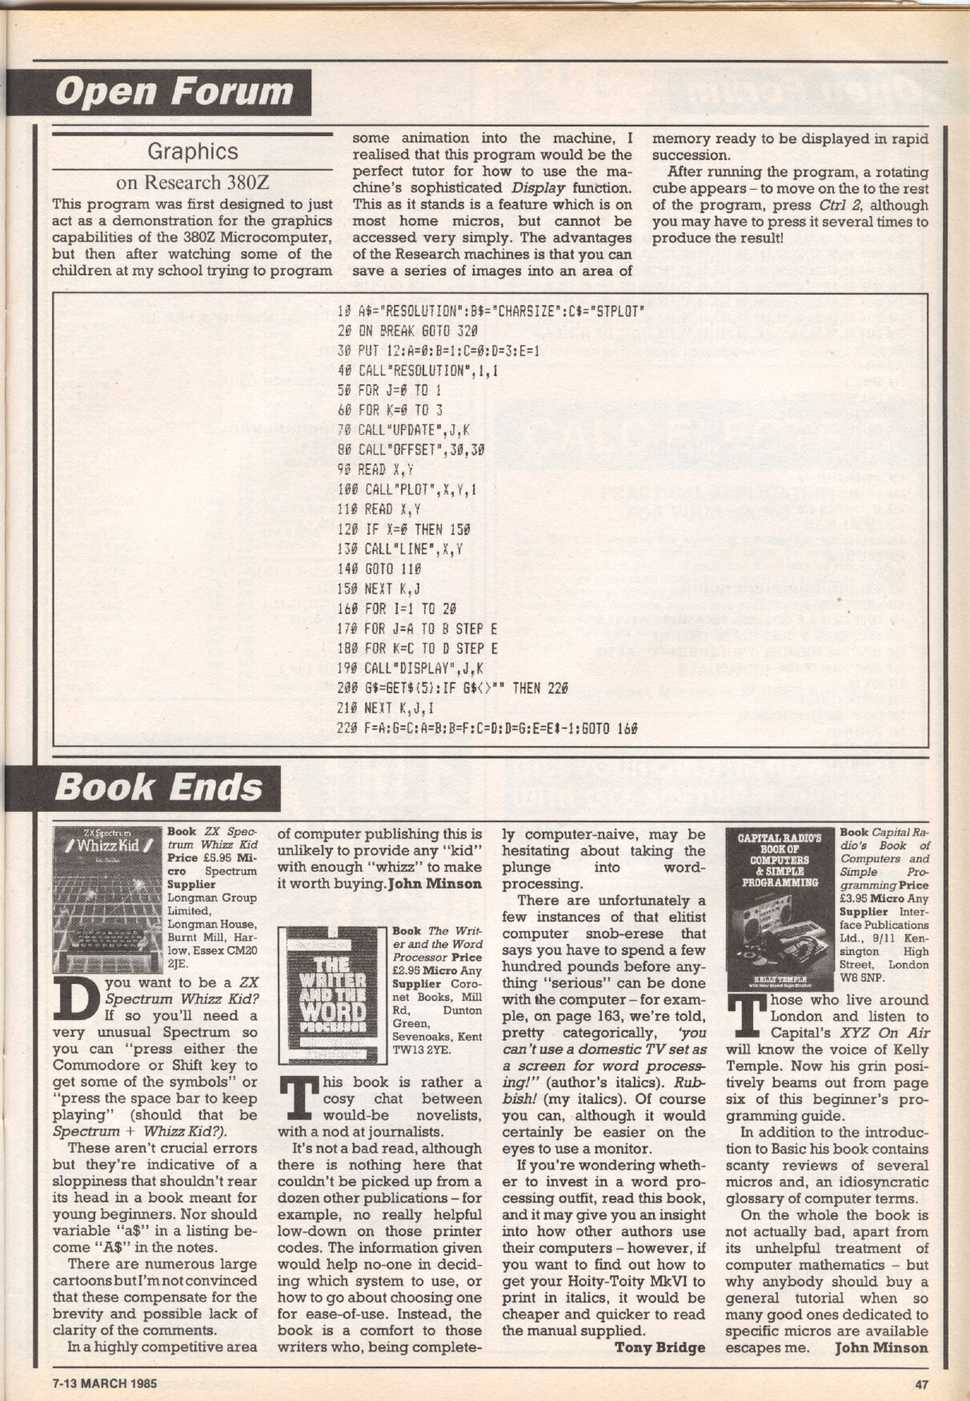 Open Forum
Graphics
on Research 380Z
This program was first designed to just
act as a demonstration for the graphics
capabilities of the 380Z Microcomputer,
but then after watching some of the
children at my school trying to program
some animation into the machine, I
realised that this program would be the
perfect tutor for how to use the ma-
chine's sophisticated Display function.
This as it stands is a feature which is on
most home micros, but cannot be
accessed very simply. The advantages
of the Research machines is that you can
save a series of images into an area of
memory ready to be displayed in rapid
succession.
After running the program, a rotating
cube appears – to move on the to the rest
of the program, press Ctrl 2, although
you may have to press it several times to
produce the result!
10 A$="RESOLUTION":B$="CHARSIZE":C$="STPLOT"
20 ON BREAK GOTO 320
30 PUT 12:A=0:B=1:C=0:D=3:E=1
40 CALL"RESOLUTION",1,1
50 FOR J=0 TO 1
60 FOR K=0 TO 3
70 CALL"UPDATE",J,K
80 CALL"OFFSET",30,30
90 READ X,Y
100 CALL"PLOT",X,Y,1
110 READ X,Y
120 IF X=0 THEN 150
130 CALL"LINE",X,Y
140 GOTO 110
150 NEXT K,J
160 FOR I=1 TO 20
170 FOR J=A TO B STEP E
180 FOR K=C TO D STEP E
190 CALL"DISPLAY",J,K
200 G$=GET$(5):IF G$<>"" THEN 220
210 NEXT K,J,I
220 F=A:G=C:A=B:B=F:C=D:D=G:E=E*-1:GOTO 160
Book Ends
ZX Spectrum
Whizz Kid
Book ZX Spec-
trum Whizz Kid
Price £5.95 Mi-
cro Spectrum
Supplier
Longman Group
Limited,
Longman House,
Burnt Mill, Har-
low, Essex CM20
2JE.
Do you want to be a ZX
Spectrum Whizz Kid?
If so you'll need a
very unusual Spectrum so
you can "press either the
Commodore or Shift key to
get some of the symbols" or
"press the space bar to keep
playing" (should that be
Spectrum + Whizz Kid?).
These aren't crucial errors
but they're indicative of a
sloppiness that shouldn't rear
its head in a book meant for
young beginners. Nor should
variable "a$" in a listing be-
come "A$" in the notes.
There are numerous large
cartoons but I'm not convinced
that these compensate for the
brevity and possible lack of
clarity of the comments.
In a highly competitive area
of computer publishing this is
unlikely to provide any "kid"
with enough "whizz" to make
it worth buying. John Minson
THE
WRITER
AND THE
WORD
PROCESSOR
Book The Writ-
er and the Word
Processor Price
£2.95 Micro Any
Supplier Coro-
net Books, Mill
Rd, Dunton
Green,
Sevenoaks, Kent
TW13 2YE.
This book is rather a
cosy chat between
would-be novelists,
with a nod at journalists.
It's not a bad read, although
there is nothing here that
couldn't be picked up from a
dozen other publications – for
example, no really helpful
low-down on those printer
codes. The information given
would help no-one in decid-
ing which system to use, or
how to go about choosing one
for ease-of-use. Instead, the
book is a comfort to those
writers who, being complete-
ly computer-naive, may be
hesitating about taking the
plunge into word-
processing.
There are unfortunately a
few instances of that elitist
computer snob-erese that
says you have to spend a few
hundred pounds before any-
thing "serious" can be done
with the computer – for exam-
ple, on page 163, we're told,
pretty categorically, 'you
can't use a domestic TV set as
a screen for word process-
ing!" (author's italics). Rub-
bish! (my italics). Of course
you can, although it would
certainly be easier on the
eyes to use a monitor.
If you're wondering wheth-
er to invest in a word pro-
cessing outfit, read this book,
and it may give you an insight
into how other authors use
their computers – however, if
you want to find out how to
get your Hoity-Toity MkVI to
print in italics, it would be
cheaper and quicker to read
the manual supplied.
Tony Bridge
CAPITAL RADIO'S
BOOK OF
COMPUTERS
& SIMPLE
PROGRAMMING
KELLY TEMPLE
Book Capital Ra-
dio's Book of
Computers and
Simple Pro-
gramming Price
£3.95 Micro Any
Supplier Inter-
face Publications
Ltd., 9/11 Ken-
sington High
Street, London
W8 5NP.
Those who live around
London and listen to
Capital's XYZ On Air
will know the voice of Kelly
Temple. Now his grin posi-
tively beams out from page
six of this beginner's pro-
gramming guide.
In addition to the introduc-
tion to Basic his book contains
scanty reviews of several
micros and, an idiosyncratic
glossary of computer terms.
On the whole the book is
not actually bad, apart from
its unhelpful treatment of
computer mathematics – but
why anybody should buy a
general tutorial when so
many good ones dedicated to
specific micros are available
escapes me. John Minson
7-13 MARCH 1985
47